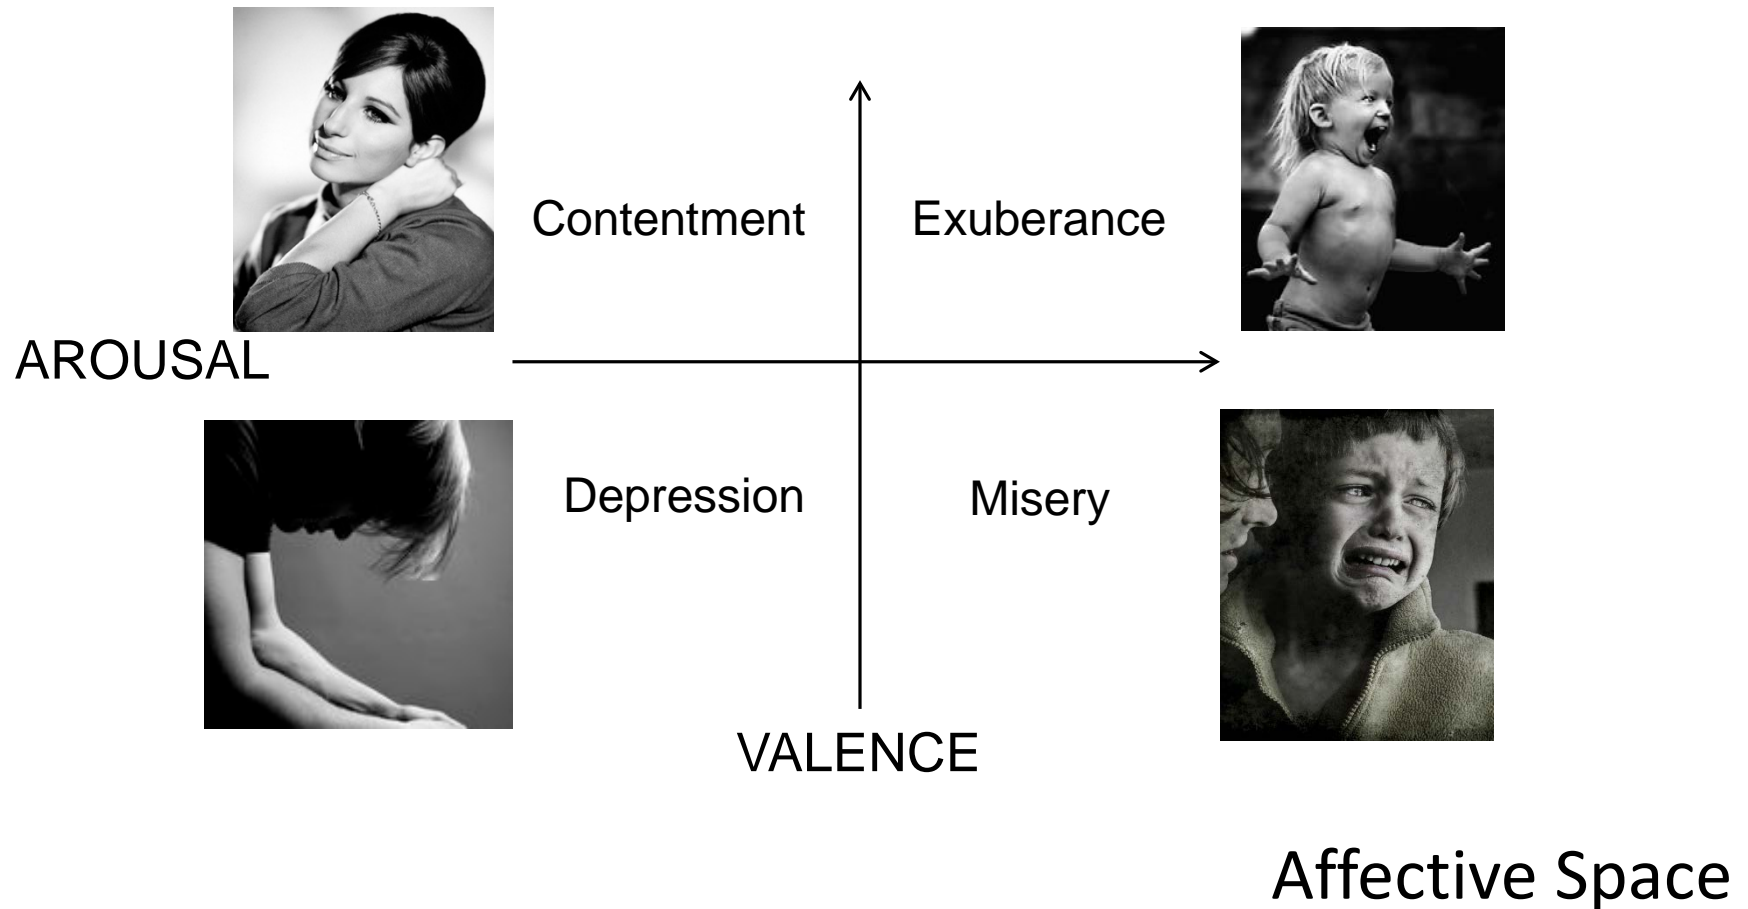 Contentment
Exuberance
AROUSAL
Depression
Misery
VALENCE
Affective Space